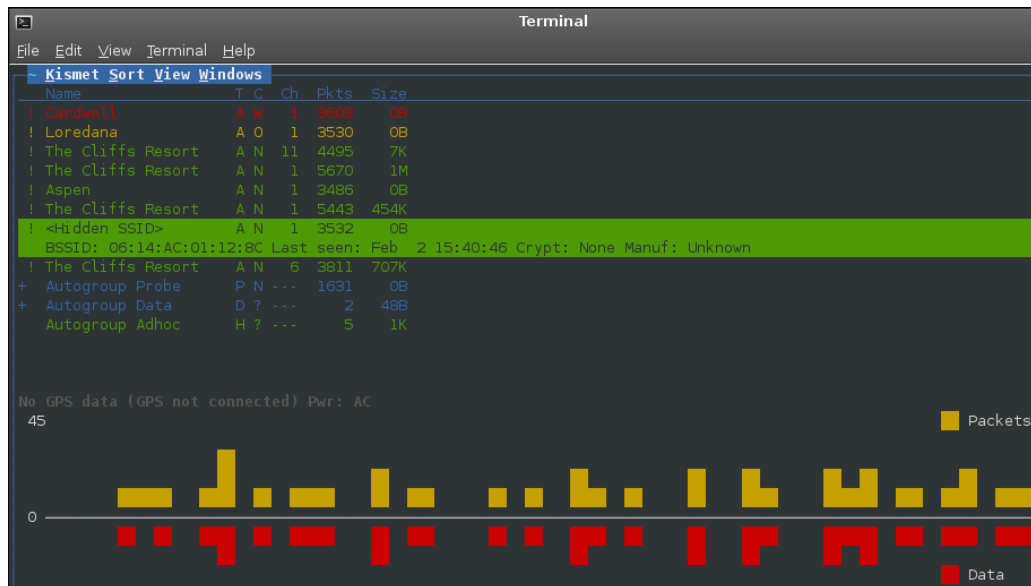 Terminal
File Edit View Terminal Help
~ Kismet Sort View Windows
Name T C Ch Pkts Size
! Cardwell A W 1 3608 0B
! Loredana A O 1 3530 0B
! The Cliffs Resort A N 11 4495 7K
! The Cliffs Resort A N 1 5670 1M
! Aspen A N 1 3486 0B
! The Cliffs Resort A N 1 5443 454K
! <Hidden SSID> A N 1 3532 0B
BSSID: 06:14:AC:01:12:8C Last seen: Feb 2 15:40:46 Crypt: None Manuf: Unknown
! The Cliffs Resort A N 6 3811 707K
+ Autogroup Probe P N --- 1631 0B
+ Autogroup Data D ? --- 2 48B
Autogroup Adhoc H ? --- 5 1K
No GPS data (GPS not connected) Pwr: AC
45
Packets
0
Data